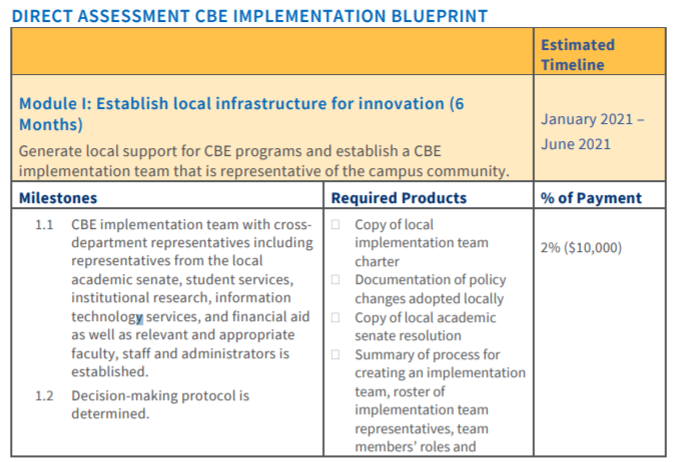 DIRECT ASSESSMENT CBE IMPLEMENTATION BLUEPRINT
Estimated
Timeline
Module I: Establish local infrastructure for innovation (6
Months)
Generate local support for CBE programs and establish a CBE
implementation team that is representative of the campus community.
January 2021 –
June 2021
Milestones
Required Products
% of Payment
1.1 CBE implementation team with cross-
department representatives including
representatives from the local
academic senate, student services,
institutional research, information
technology services, and financial aid
as well as relevant and appropriate
faculty, staff and administrators is
established.
1.2 Decision-making protocol is
determined.
☐ Copy of local
implementation team
charter
☐ Documentation of policy
changes adopted locally
☐ Copy of local academic
senate resolution
☐ Summary of process for
creating an implementation
team, roster of
implementation team
representatives, team
members' roles and
2% ($10,000)